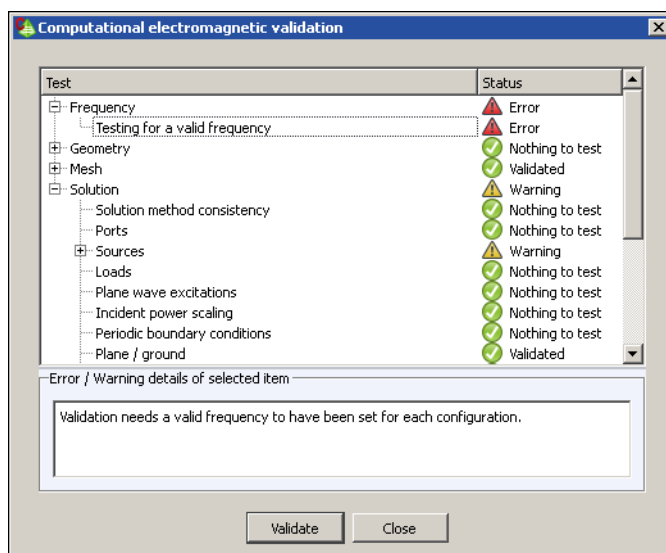 Computational electromagnetic validation
Test Status
Frequency Error
Testing for a valid frequency Error
Geometry Nothing to test
Mesh Validated
Solution Warning
Solution method consistency Nothing to test
Ports Nothing to test
Sources Warning
Loads Nothing to test
Plane wave excitations Nothing to test
Incident power scaling Nothing to test
Periodic boundary conditions Nothing to test
Plane / ground Validated
Error / Warning details of selected item
Validation needs a valid frequency to have been set for each configuration.
Validate Close